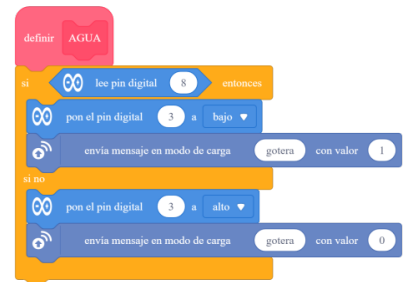 definir AGUA
si lee pin digital 8 entonces
pon el pin digital 3 a bajo
envía mensaje en modo de carga gotera con valor 1
si no
pon el pin digital 3 a alto
envía mensaje en modo de carga gotera con valor 0